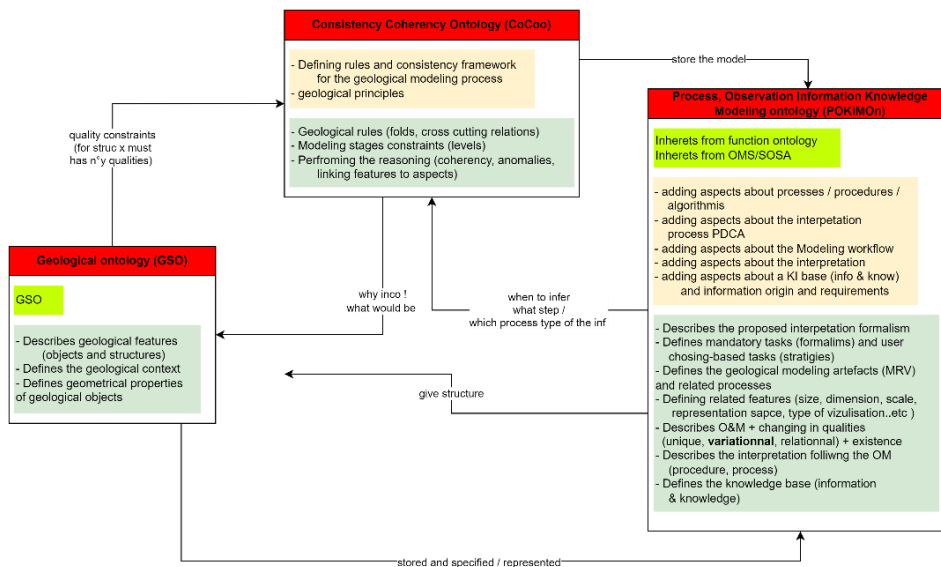 Consistency Coherency Ontology (CoCoo)
- Defining rules and consistency framework
for the geological modeling process
- geological principles
- Geological rules (folds, cross cutting relations)
- Modeling stages constraints (levels)
- Perfroming the reasoning (coherency, anomalies,
linking features to aspects)
store the model
Process, Observation Information Knowledge
Modeling ontology (POKIMOn)
Inherets from function ontology
Inherets from OMS/SOSA
- adding aspects about prcesses / procedures /
algorithmis
- adding aspects about the interpetation
process PDCA
- adding aspects about the Modeling workflow
- adding aspects about the interpretation
- adding aspects about a KI base (info & know)
and information origin and requirements
- Describes the proposed interpetation formalism
- Defines mandatory tasks (formalims) and user
chosing-based tasks (stratigies)
- Defines the geological modeling artefacts (MRV)
and related processes
- Defining related features (size, dimension, scale,
representation sapce, type of vizulisation..etc )
- Describes O&M + changing in qualities
(unique, variationnal, relationnal) + existence
- Describes the interpretation folliwng the OM
(procedure, process)
- Defines the knowledge base (information
& knowledge)
quality constraints
(for struc x must
has n°y qualities)
Geological ontology (GSO)
GSO
- Describes geological features
(objects and structures)
- Defines the geological context
- Defines geometrical properties
of geological objects
why inco !
what would be
when to infer
what step /
which process type of the inf
give structure
stored and specified / represented